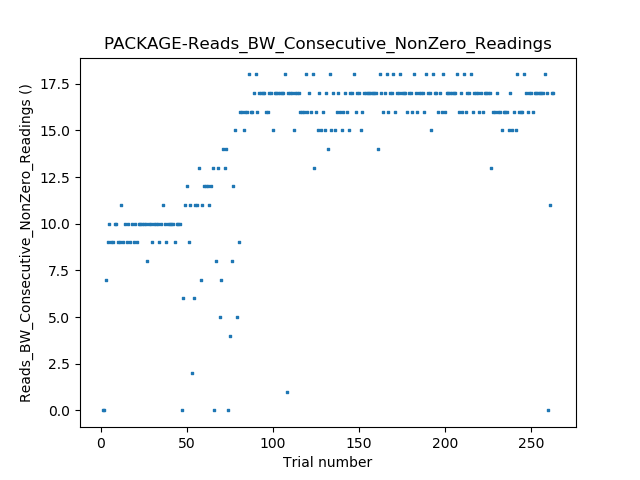 PACKAGE-Reads_BW_Consecutive_NonZero_Readings
Reads_BW_Consecutive_NonZero_Readings ()
17.5
15.0
12.5
10.0
7.5
5.0
2.5
0.0
0 50 100 150 200 250
Trial number